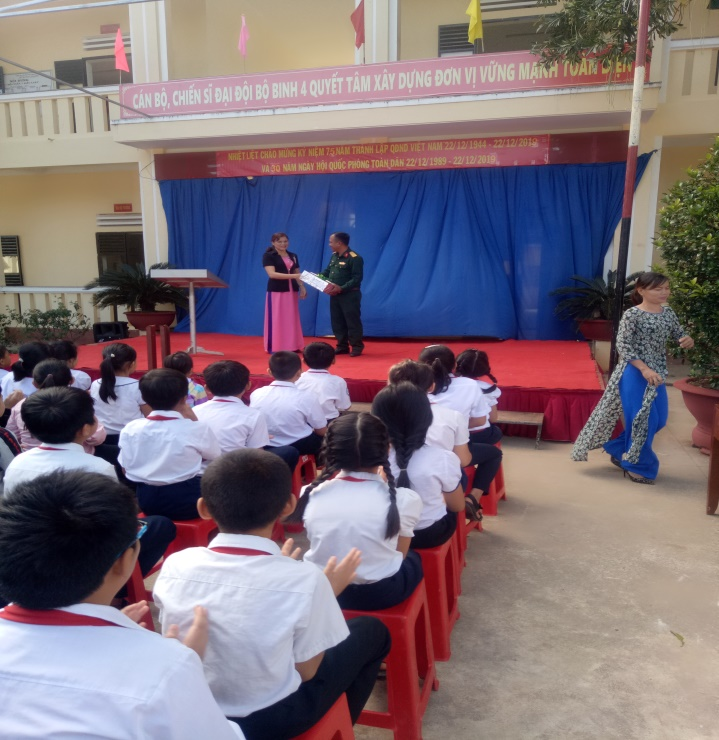 CÁN BỘ, CHIẾN SĨ ĐẠI ĐỘI BỘ BINH 4 QUYẾT TÂM XÂY DỰNG ĐƠN VỊ VỮNG MẠNH TOÀN DIỆN
NHIỆT LIỆT CHÀO MỪNG KỶ NIỆM 75 NĂM THÀNH LẬP QĐND VIỆT NAM 22/12/1944 - 22/12/2019
VÀ 30 NĂM NGÀY HỘI QUỐC PHÒNG TOÀN DÂN 22/12/1989 - 22/12/2019